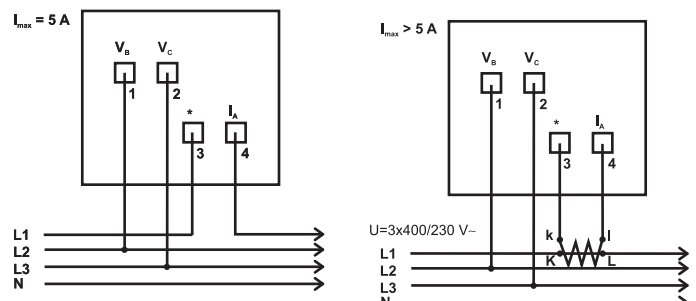 Imax = 5 A
VB VC
1 2
* IA
3 4
L1
L2
L3
N
Imax > 5 A
VB VC
1 2
* IA
3 4
U=3x400/230 V~
k l
L1 K L
L2
L3
N